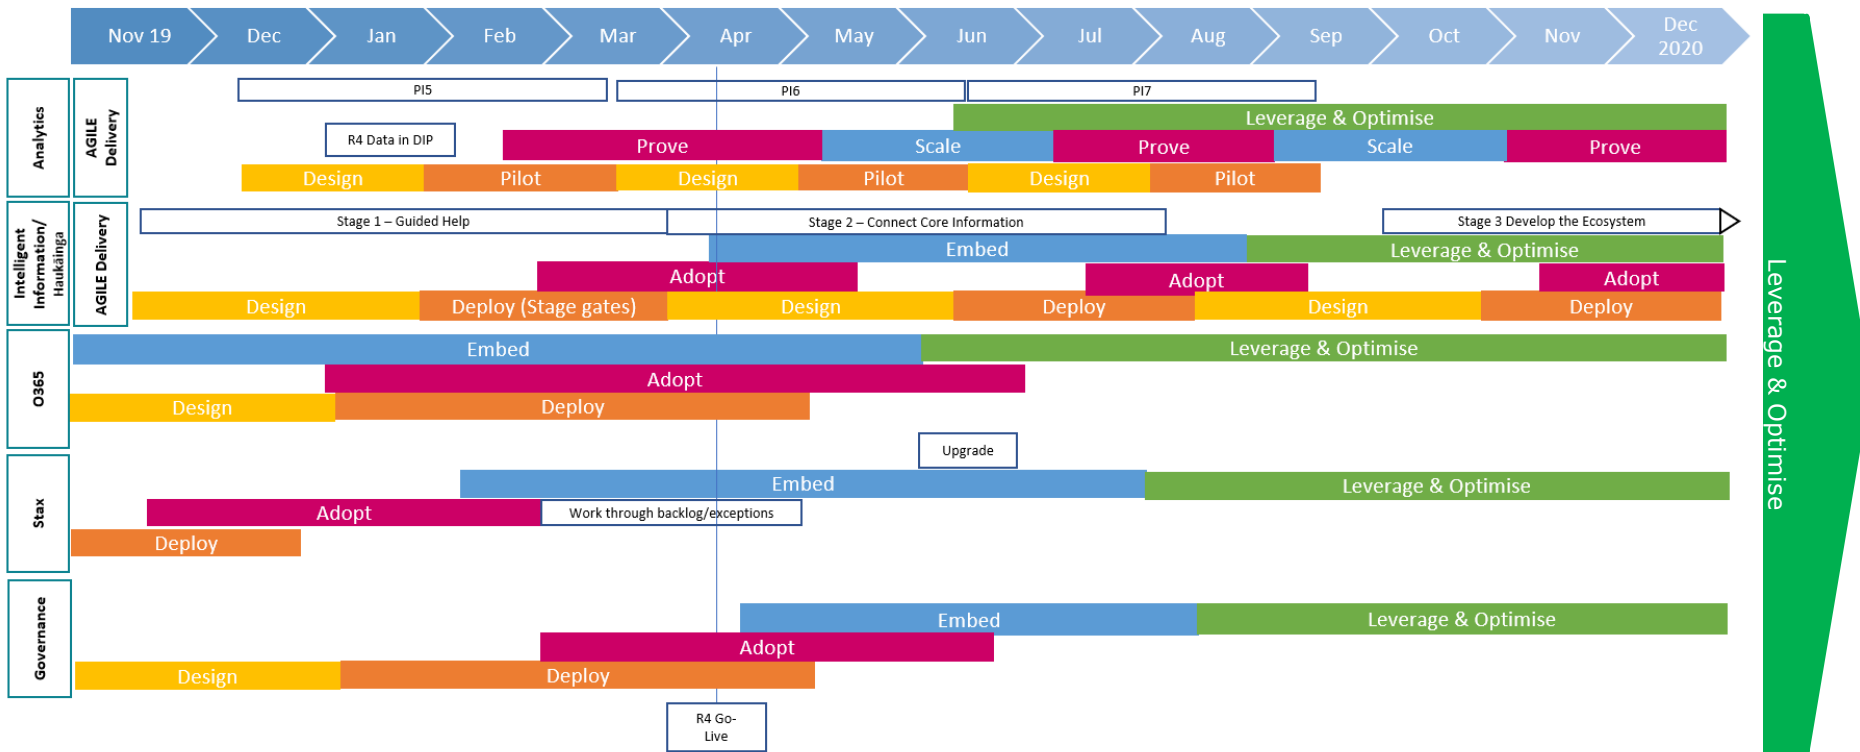 Nov 19
Dec
Jan
Feb
Mar
Apr
May
Jun
Jul
Aug
Sep
Oct
Nov
Dec
2020
Analytics
AGILE
Delivery
PI5
PI6
PI7
Leverage & Optimise
R4 Data in DIP
Prove
Scale
Prove
Scale
Prove
Design
Pilot
Design
Pilot
Design
Pilot
Intelligent
Information/
Haukāinga
AGILE Delivery
Stage 1 – Guided Help
Stage 2 – Connect Core Information
Stage 3 Develop the Ecosystem
Embed
Leverage & Optimise
Adopt
Adopt
Adopt
Design
Deploy (Stage gates)
Design
Deploy
Design
Deploy
O365
Embed
Leverage & Optimise
Adopt
Design
Deploy
Stax
Upgrade
Embed
Leverage & Optimise
Adopt
Work through backlog/exceptions
Deploy
Governance
Embed
Leverage & Optimise
Adopt
Design
Deploy
R4 Go-
Live
Leverage & Optimise